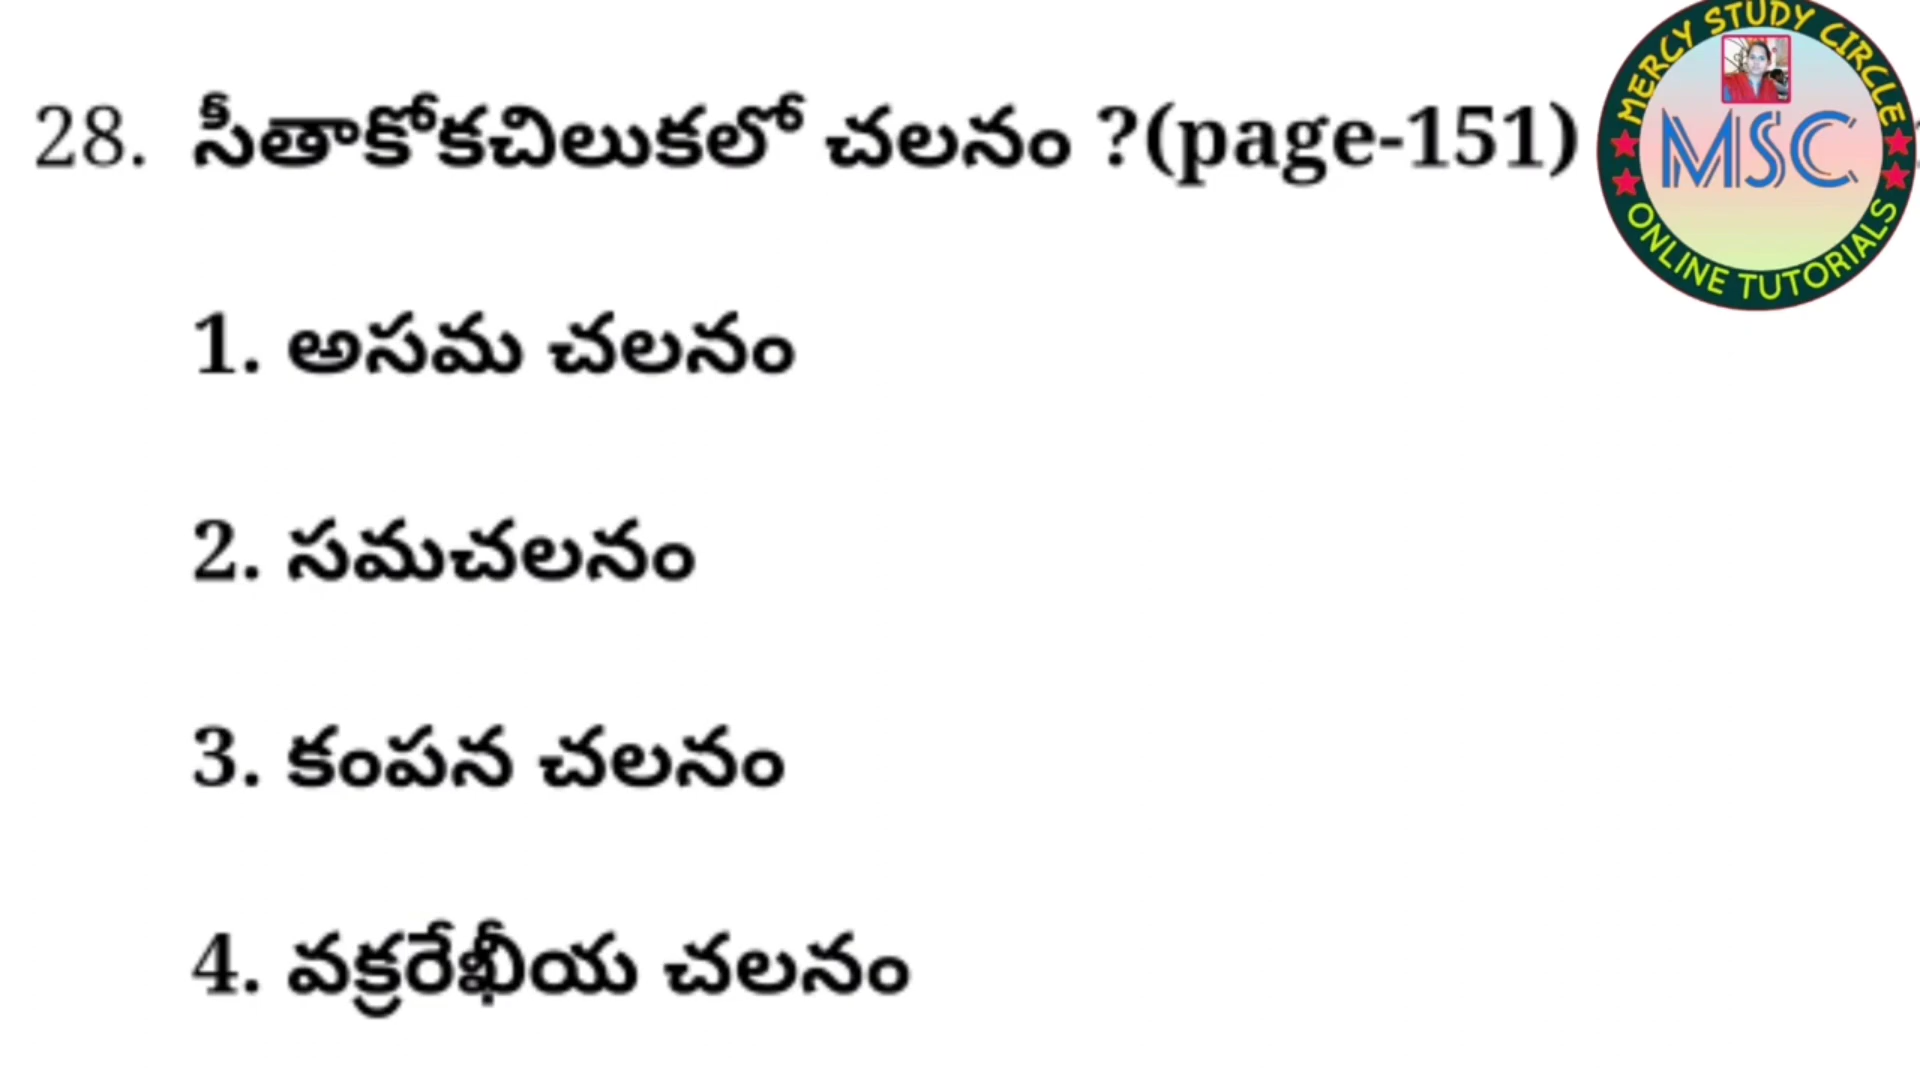 28. సీతాకోకచిలుకలో చలనం ?(page-151)
1. అసమ చలనం
2. సమచలనం
3. కంపన చలనం
4. వక్రరేఖీయ చలనం
MERCY STUDY CIRCLE
MSC
ONLINE TUTORIALS